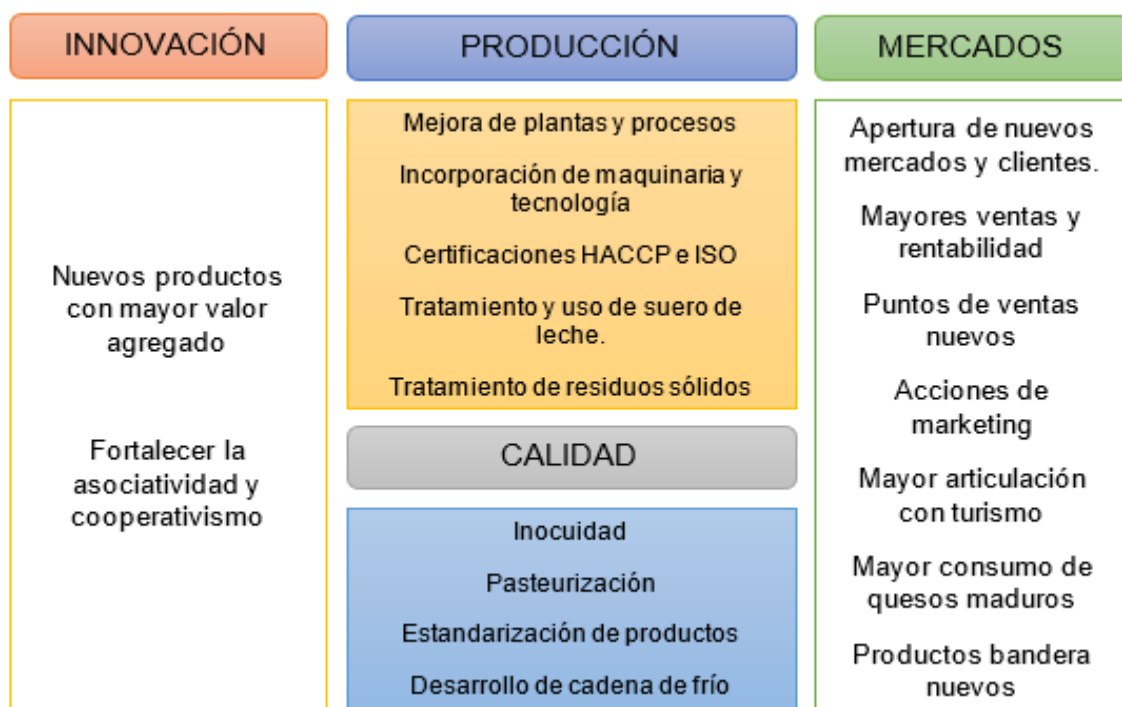 INNOVACIÓN
Nuevos productos
con mayor valor
agregado
Fortalecer la
asociatividad y
cooperativismo
PRODUCCIÓN
Mejora de plantas y procesos
Incorporación de maquinaria y
tecnología
Certificaciones HACCP e ISO
Tratamiento y uso de suero de
leche.
Tratamiento de residuos sólidos
CALIDAD
Inocuidad
Pasteurización
Estandarización de productos
Desarrollo de cadena de frío
MERCADOS
Apertura de nuevos
mercados y clientes.
Mayores ventas y
rentabilidad
Puntos de ventas
nuevos
Acciones de
marketing
Mayor articulación
con turismo
Mayor consumo de
quesos maduros
Productos bandera
nuevos